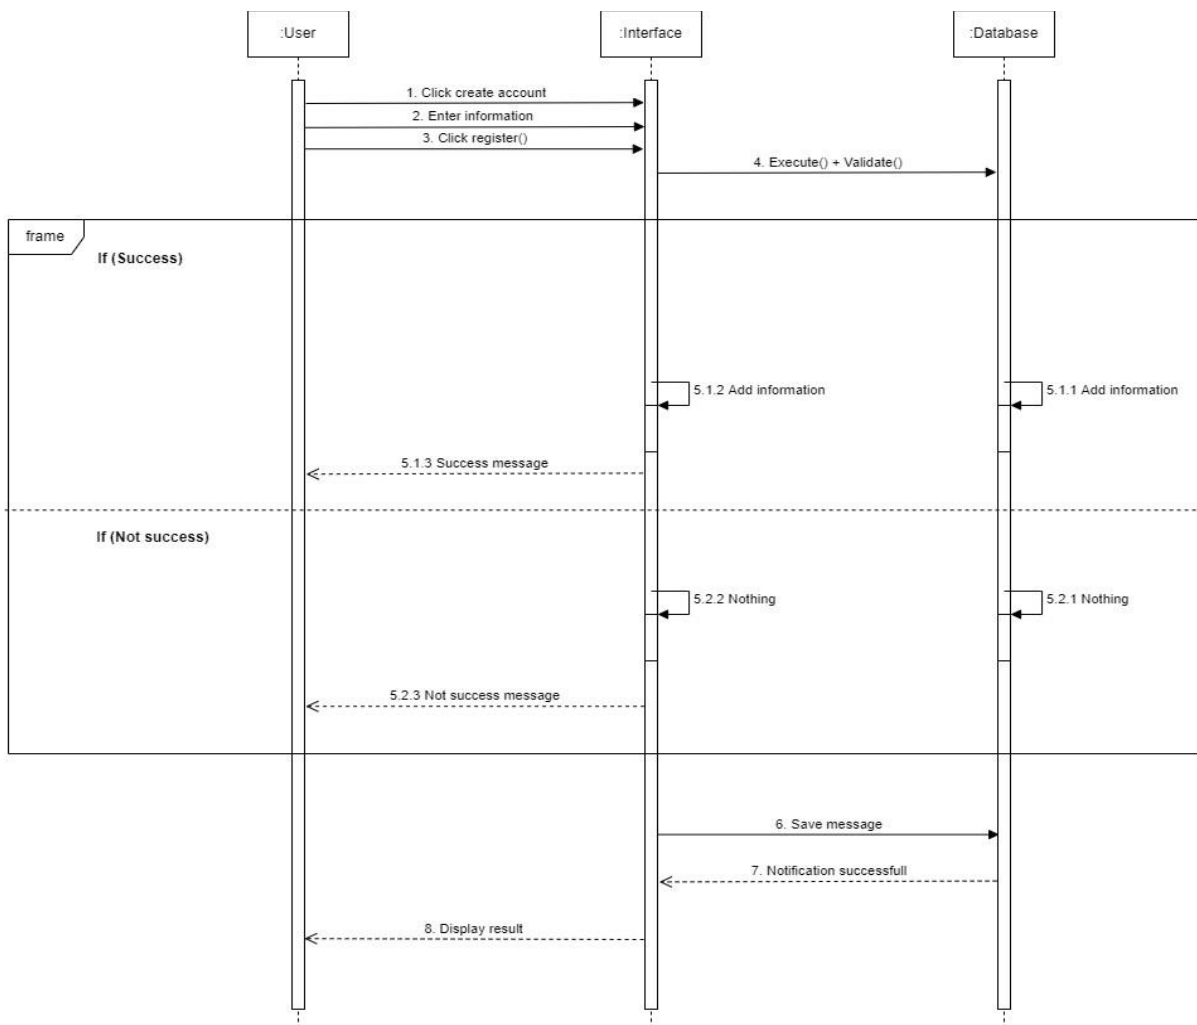 :User
:Interface
:Database
1. Click create account
2. Enter information
3. Click register()
4. Execute() + Validate()
frame
If (Success)
5.1.2 Add information
5.1.1 Add information
5.1.3 Success message
If (Not success)
5.2.2 Nothing
5.2.1 Nothing
5.2.3 Not success message
6. Save message
7. Notification successfull
8. Display result